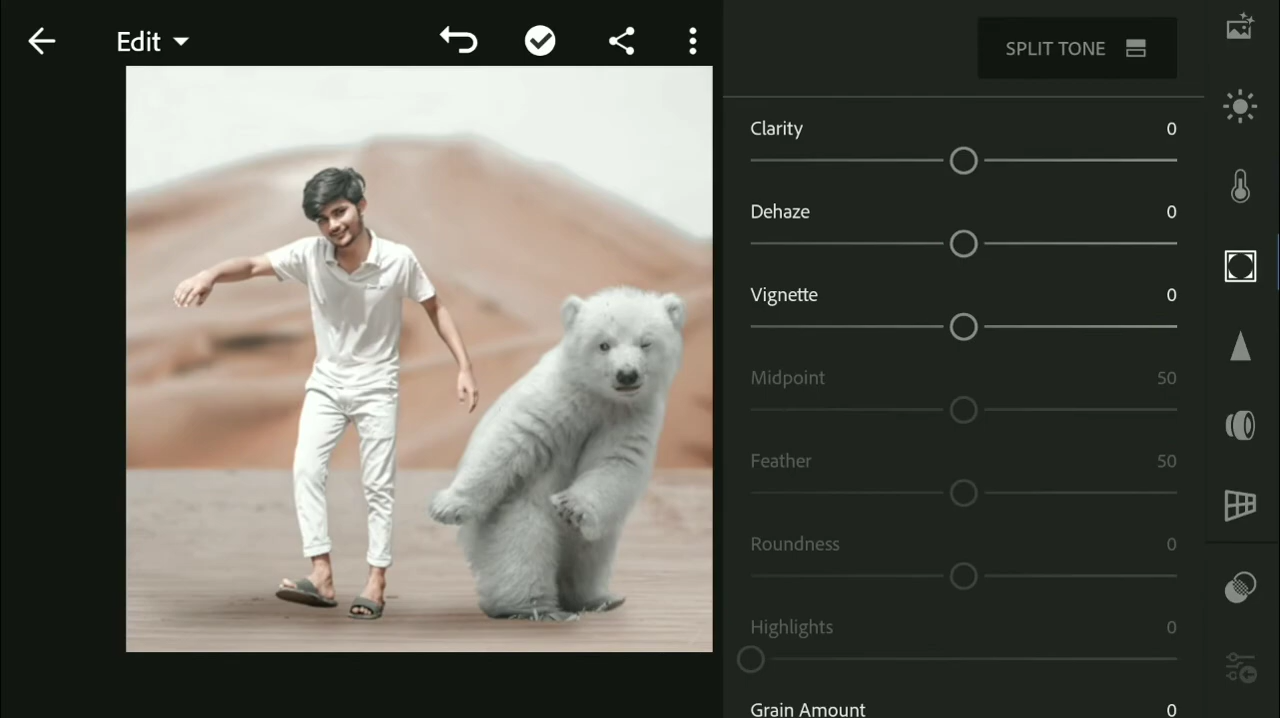 Edit
SPLIT TONE
Clarity 0
Dehaze 0
Vignette 0
Midpoint 50
Feather 50
Roundness 0
Highlights 0
Grain Amount 0